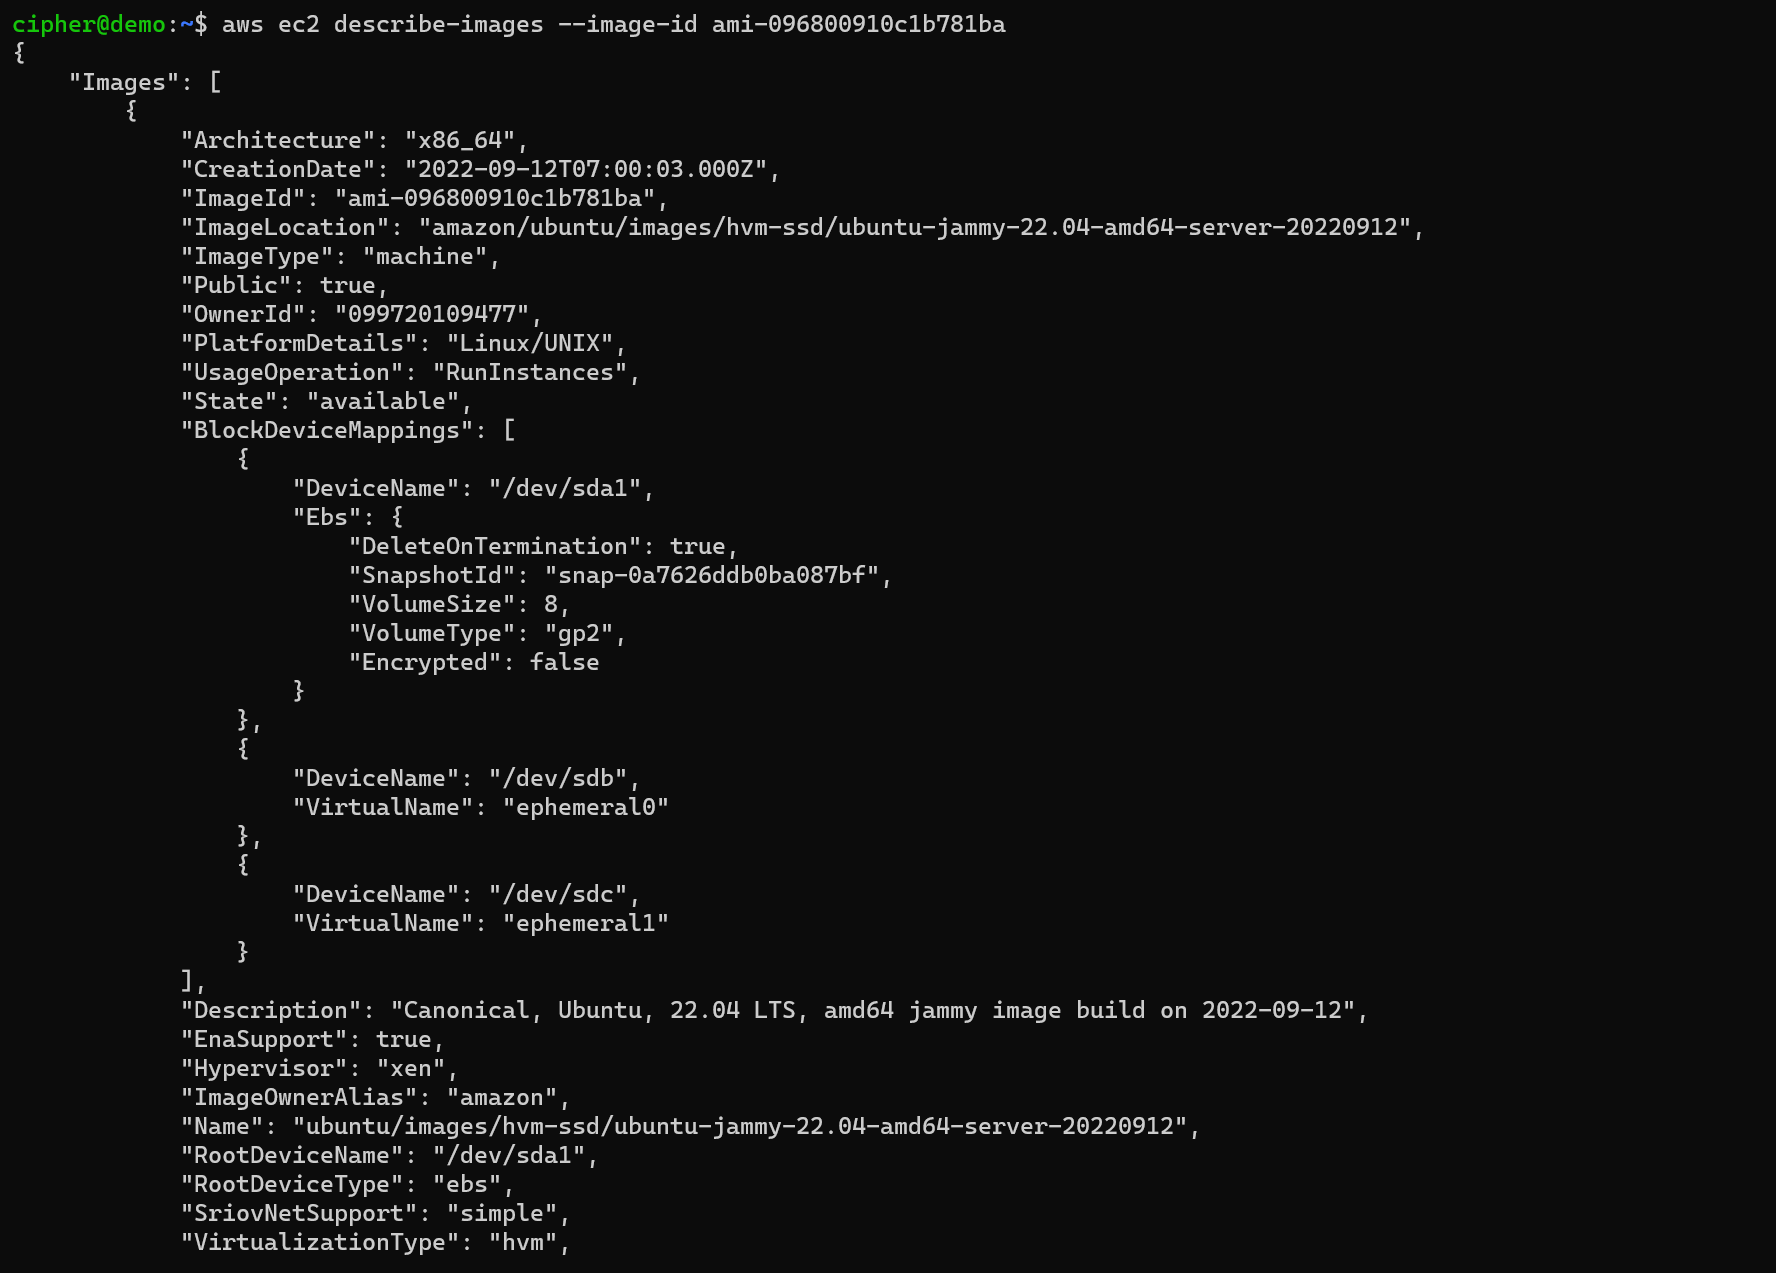 cipher@demo:~$ aws ec2 describe-images --image-id ami-096800910c1b781ba
{
    "Images": [
        {
            "Architecture": "x86_64",
            "CreationDate": "2022-09-12T07:00:03.000Z",
            "ImageId": "ami-096800910c1b781ba",
            "ImageLocation": "amazon/ubuntu/images/hvm-ssd/ubuntu-jammy-22.04-amd64-server-20220912",
            "ImageType": "machine",
            "Public": true,
            "OwnerId": "099720109477",
            "PlatformDetails": "Linux/UNIX",
            "UsageOperation": "RunInstances",
            "State": "available",
            "BlockDeviceMappings": [
                {
                    "DeviceName": "/dev/sda1",
                    "Ebs": {
                        "DeleteOnTermination": true,
                        "SnapshotId": "snap-0a7626ddb0ba087bf",
                        "VolumeSize": 8,
                        "VolumeType": "gp2",
                        "Encrypted": false
                    }
                },
                {
                    "DeviceName": "/dev/sdb",
                    "VirtualName": "ephemeral0"
                },
                {
                    "DeviceName": "/dev/sdc",
                    "VirtualName": "ephemeral1"
                }
            ],
            "Description": "Canonical, Ubuntu, 22.04 LTS, amd64 jammy image build on 2022-09-12",
            "EnaSupport": true,
            "Hypervisor": "xen",
            "ImageOwnerAlias": "amazon",
            "Name": "ubuntu/images/hvm-ssd/ubuntu-jammy-22.04-amd64-server-20220912",
            "RootDeviceName": "/dev/sda1",
            "RootDeviceType": "ebs",
            "SriovNetSupport": "simple",
            "VirtualizationType": "hvm",